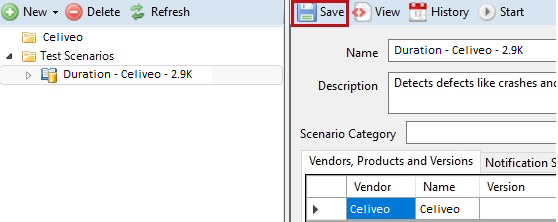 New Delete Refresh
Celiveo
Test Scenarios
Duration - Celiveo - 2.9K
Save View History Start
Name Duration - Celiveo - 2.9K
Description Detects defects like crashes and
Scenario Category
Vendors, Products and Versions Notification S
Vendor Name Version
Celiveo Celiveo